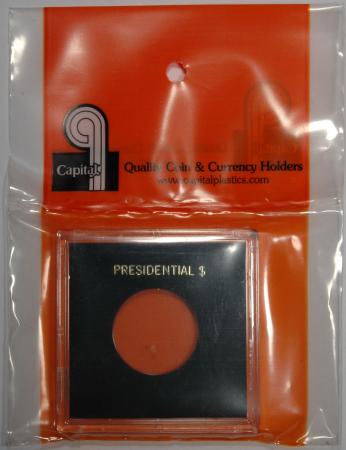 Capital
Quality Coin & Currency Holders
www.capitalplastics.com
PRESIDENTIAL $